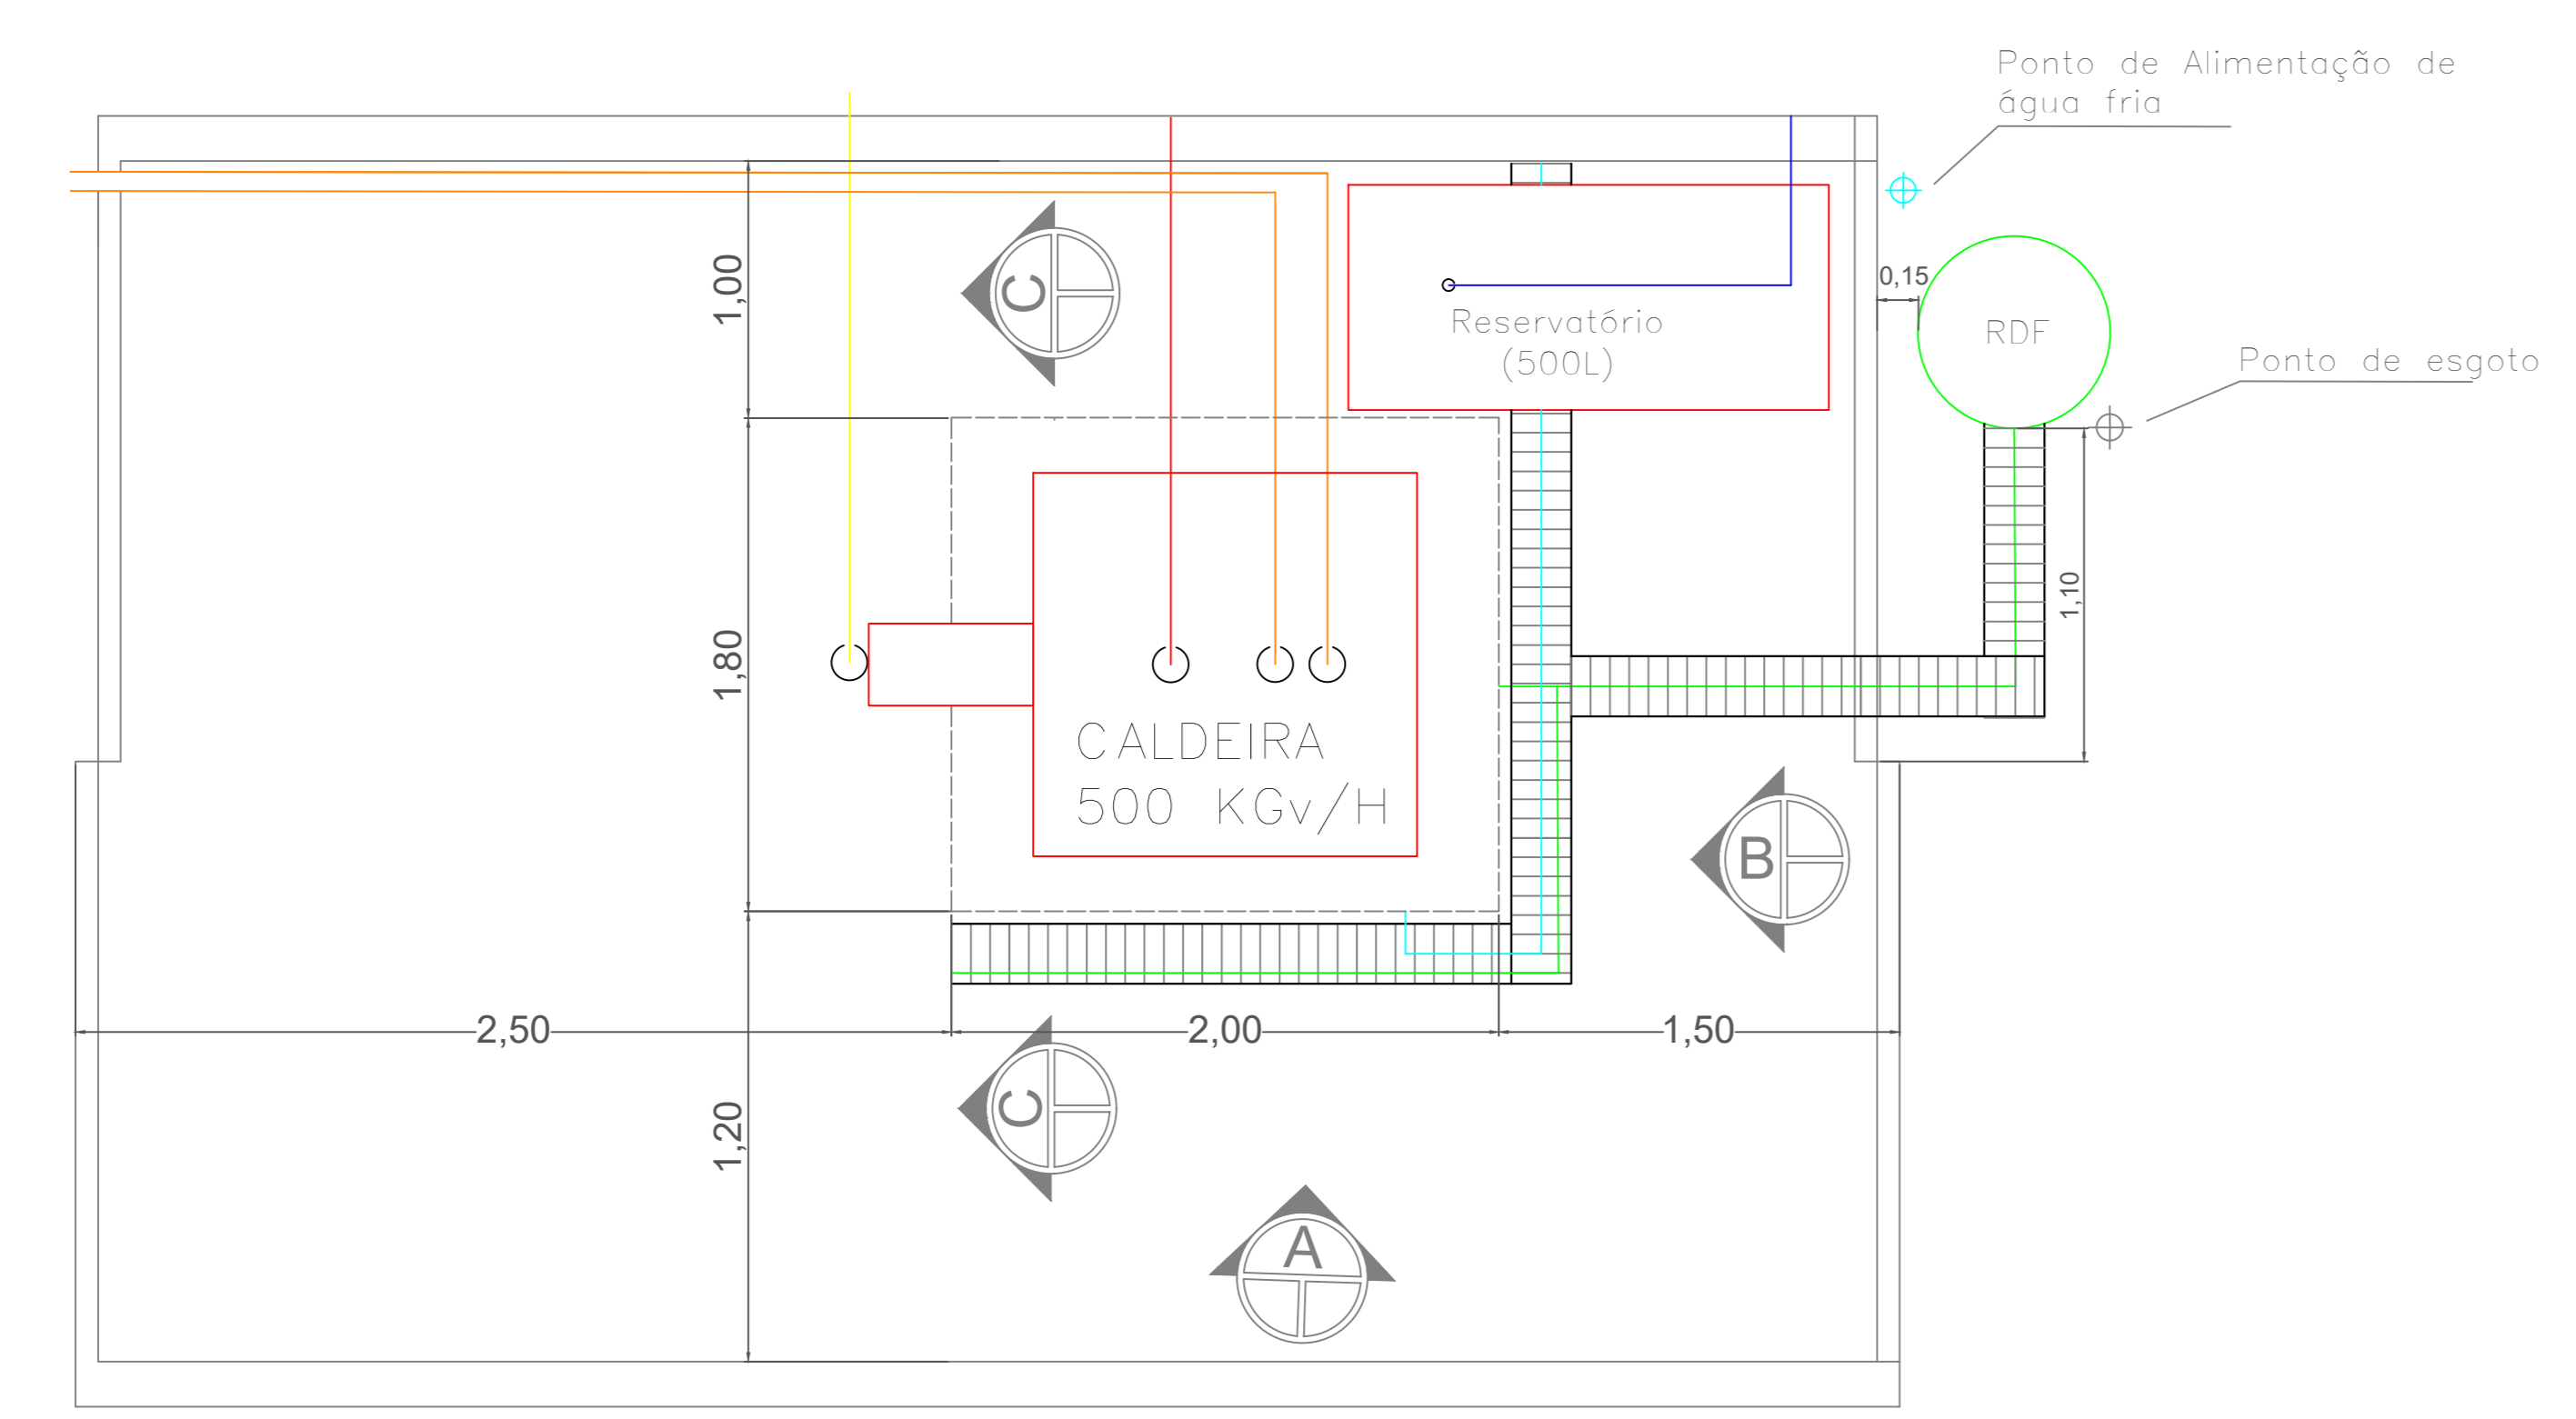 Ponto de Alimentação de
água fria
C
1,00
0,15
Reservatório
(500L)
RDF
Ponto de esgoto
1,80
1,10
CALDEIRA
500 KGv/H
B
2,50
2,00
1,50
C
1,20
A